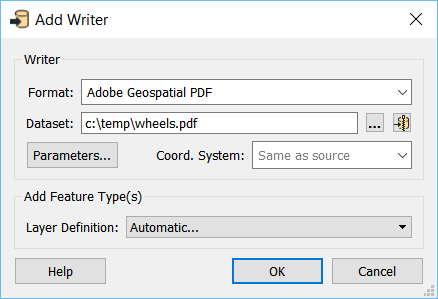 Add Writer
Writer
Format: Adobe Geospatial PDF
Dataset: c:\temp\wheels.pdf ...
Parameters... Coord. System: Same as source
Add Feature Type(s)
Layer Definition: Automatic...
Help OK Cancel